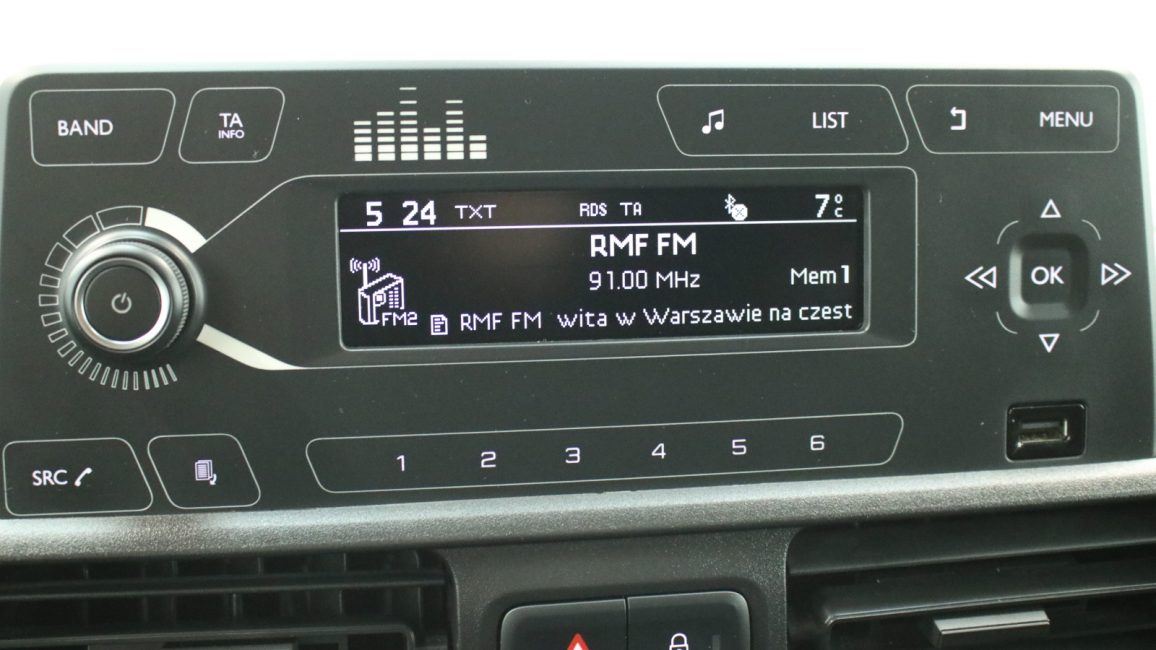 BAND
TA
INFO
LIST
MENU
5 24 TXT RDS TA 7°C
RMF FM
91.00 MHz
Mem 1
FM2
RMF FM wita w Warszawie na czest
OK
SRC
1 2 3 4 5 6